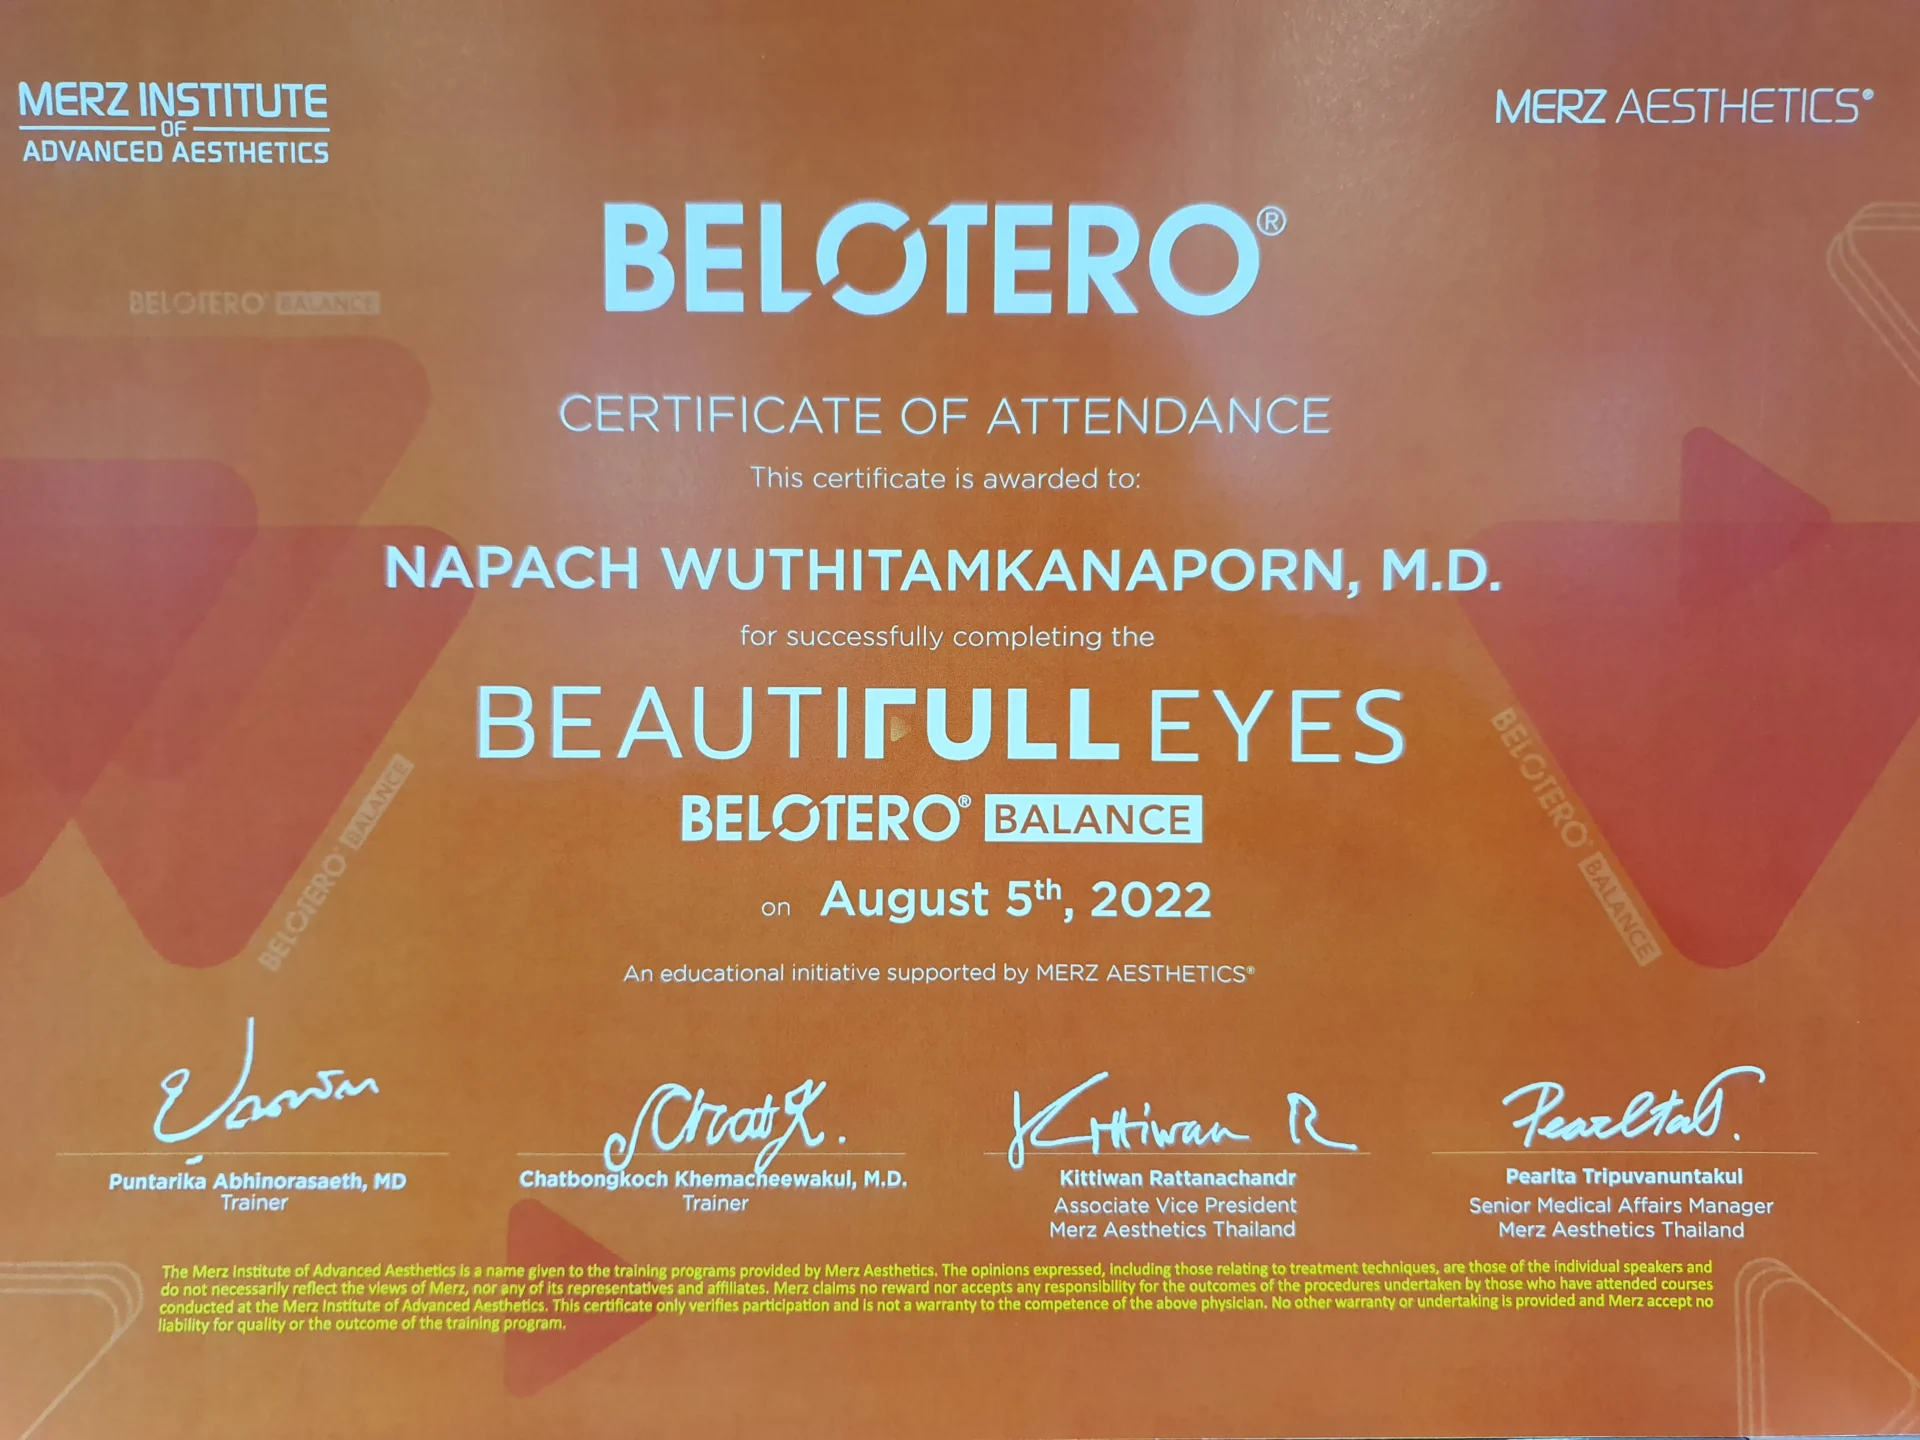 MERZ INSTITUTE
OF
ADVANCED AESTHETICS
MERZ AESTHETICS®
BELOTERO®
BELOTERO® BALANCE
CERTIFICATE OF ATTENDANCE
This certificate is awarded to:
NAPACH WUTHITAMKANAPORN, M.D.
for successfully completing the
BEAUTIFULL EYES
BELOTERO® BALANCE
on August 5th, 2022
BELOTERO® BALANCE
BELOTERO® BALANCE
An educational initiative supported by MERZ AESTHETICS®
Chatk.
Kittiwan R
Pearlta T.
Puntarika Abhinorasaeth, MD
Trainer
Chatbongkoch Khemacheewakul, M.D.
Trainer
Kittiwan Rattanachandr
Associate Vice President
Merz Aesthetics Thailand
Pearlta Tripuvanuntakul
Senior Medical Affairs Manager
Merz Aesthetics Thailand
The Merz Institute of Advanced Aesthetics is a name given to the training programs provided by Merz Aesthetics. The opinions expressed, including those relating to treatment techniques, are those of the individual speakers and
do not necessarily reflect the views of Merz, nor any of its representatives and affiliates. Merz claims no reward nor accepts any responsibility for the outcomes of the procedures undertaken by those who have attended courses
conducted at the Merz Institute of Advanced Aesthetics. This certificate only verifies participation and is not a warranty to the competence of the above physician. No other warranty or undertaking is provided and Merz accept no
liability for quality or the outcome of the training program.